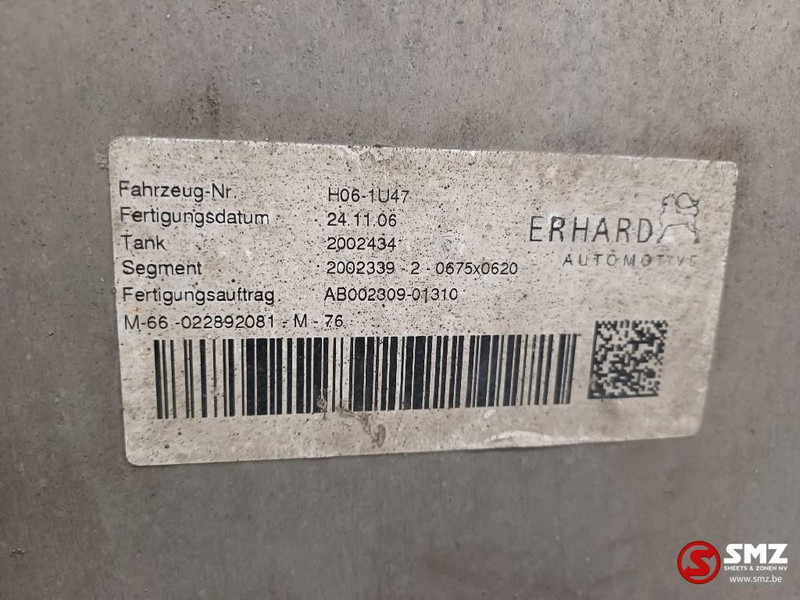 Fahrzeug-Nr. H06-1U47
Fertigungsdatum 24.11.06
Tank 2002434
Segment 2002339 - 2 - 0675x0620
Fertigungsauftrag AB002309-01310
M-66 -022892081 - M - 76
ERHARD
AUTOMOTIVE
SMZ
SHEETS & ZONEN NV
www.smz.be